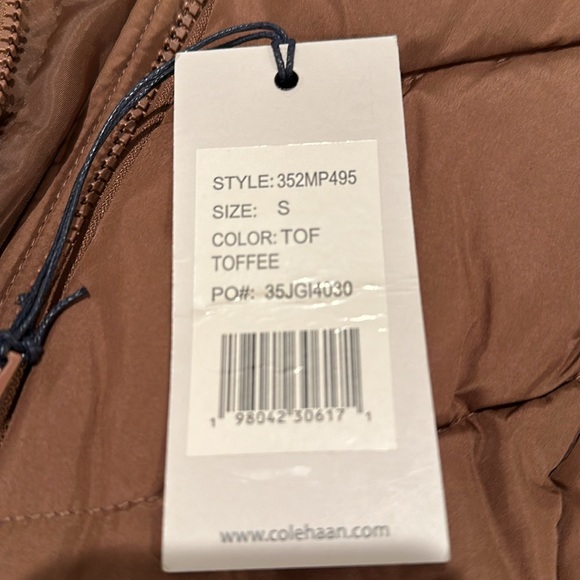 STYLE: 352MP495
SIZE: S
COLOR: TOF
TOFFEE
PO#: 35JGI4030
1 98042 30617 1
www.colehaan.com